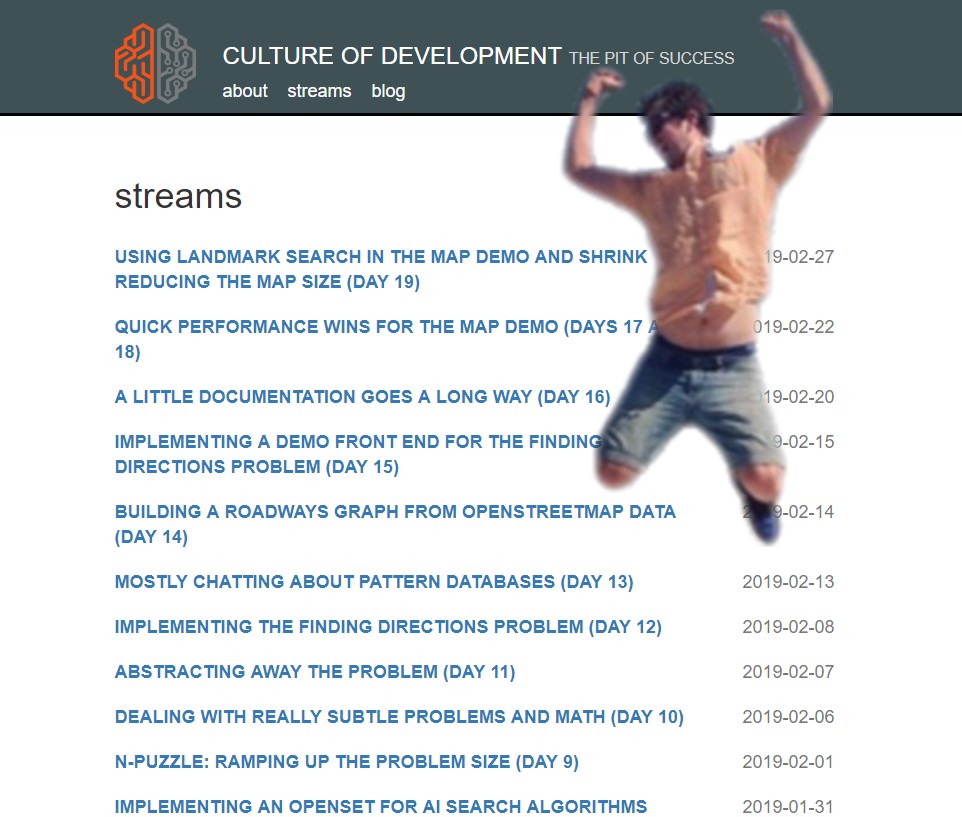 CULTURE OF DEVELOPMENT THE PIT OF SUCCESS
about streams blog
streams
USING LANDMARK SEARCH IN THE MAP DEMO AND SHRINK 19-02-27
REDUCING THE MAP SIZE (DAY 19)
QUICK PERFORMANCE WINS FOR THE MAP DEMO (DAYS 17 019-02-22
18)
A LITTLE DOCUMENTATION GOES A LONG WAY (DAY 16) 19-02-20
IMPLEMENTING A DEMO FRONT END FOR THE FINDING 9-02-15
DIRECTIONS PROBLEM (DAY 15)
BUILDING A ROADWAYS GRAPH FROM OPENSTREETMAP DATA 9-02-14
(DAY 14)
MOSTLY CHATTING ABOUT PATTERN DATABASES (DAY 13) 2019-02-13
IMPLEMENTING THE FINDING DIRECTIONS PROBLEM (DAY 12) 2019-02-08
ABSTRACTING AWAY THE PROBLEM (DAY 11) 2019-02-07
DEALING WITH REALLY SUBTLE PROBLEMS AND MATH (DAY 10) 2019-02-06
N-PUZZLE: RAMPING UP THE PROBLEM SIZE (DAY 9) 2019-02-01
IMPLEMENTING AN OPENSET FOR AI SEARCH ALGORITHMS 2019-01-31